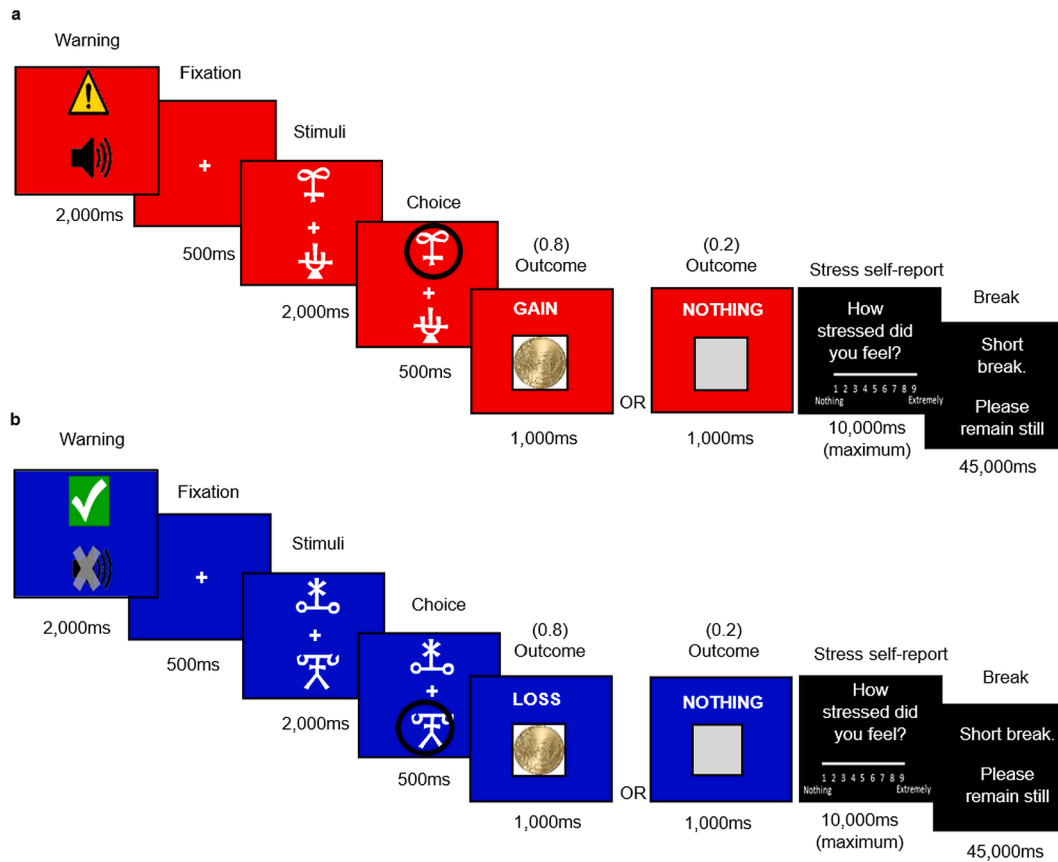 a
Warning
Fixation
Stimuli
Choice
(0.8)
Outcome
(0.2)
Outcome
Stress self-report
Break
2,000ms
500ms
2,000ms
500ms
GAIN
1,000ms
OR
NOTHING
1,000ms
How
stressed did
you feel?
1 2 3 4 5 6 7 8 9
Nothing Extremely
10,000ms
(maximum)
Short
break.
Please
remain still
45,000ms
b
Warning
Fixation
Stimuli
Choice
(0.8)
Outcome
(0.2)
Outcome
Stress self-report
Break
2,000ms
500ms
2,000ms
500ms
LOSS
1,000ms
OR
NOTHING
1,000ms
How
stressed did
you feel?
1 2 3 4 5 6 7 8 9
Nothing Extremely
10,000ms
(maximum)
Short break.
Please
remain still
45,000ms